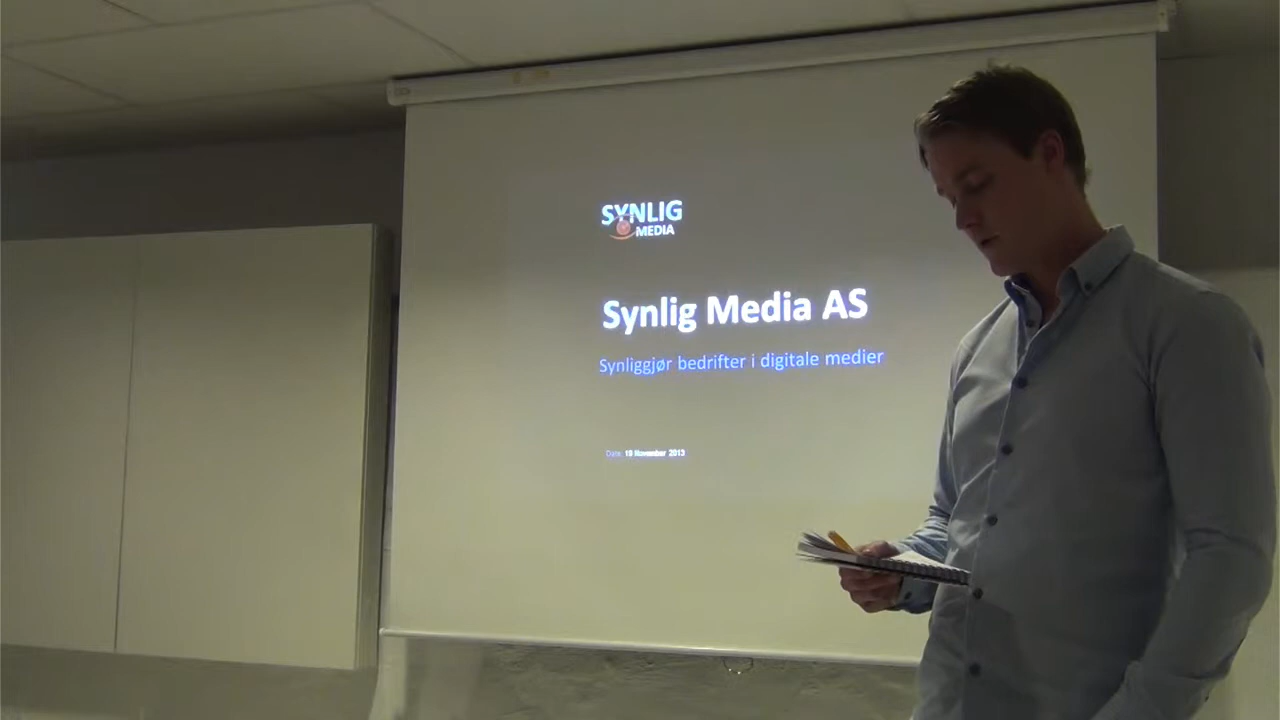 SYNLIG
MEDIA
Synlig Media AS
Synliggjør bedrifter i digitale medier
Date: 19 November 2013